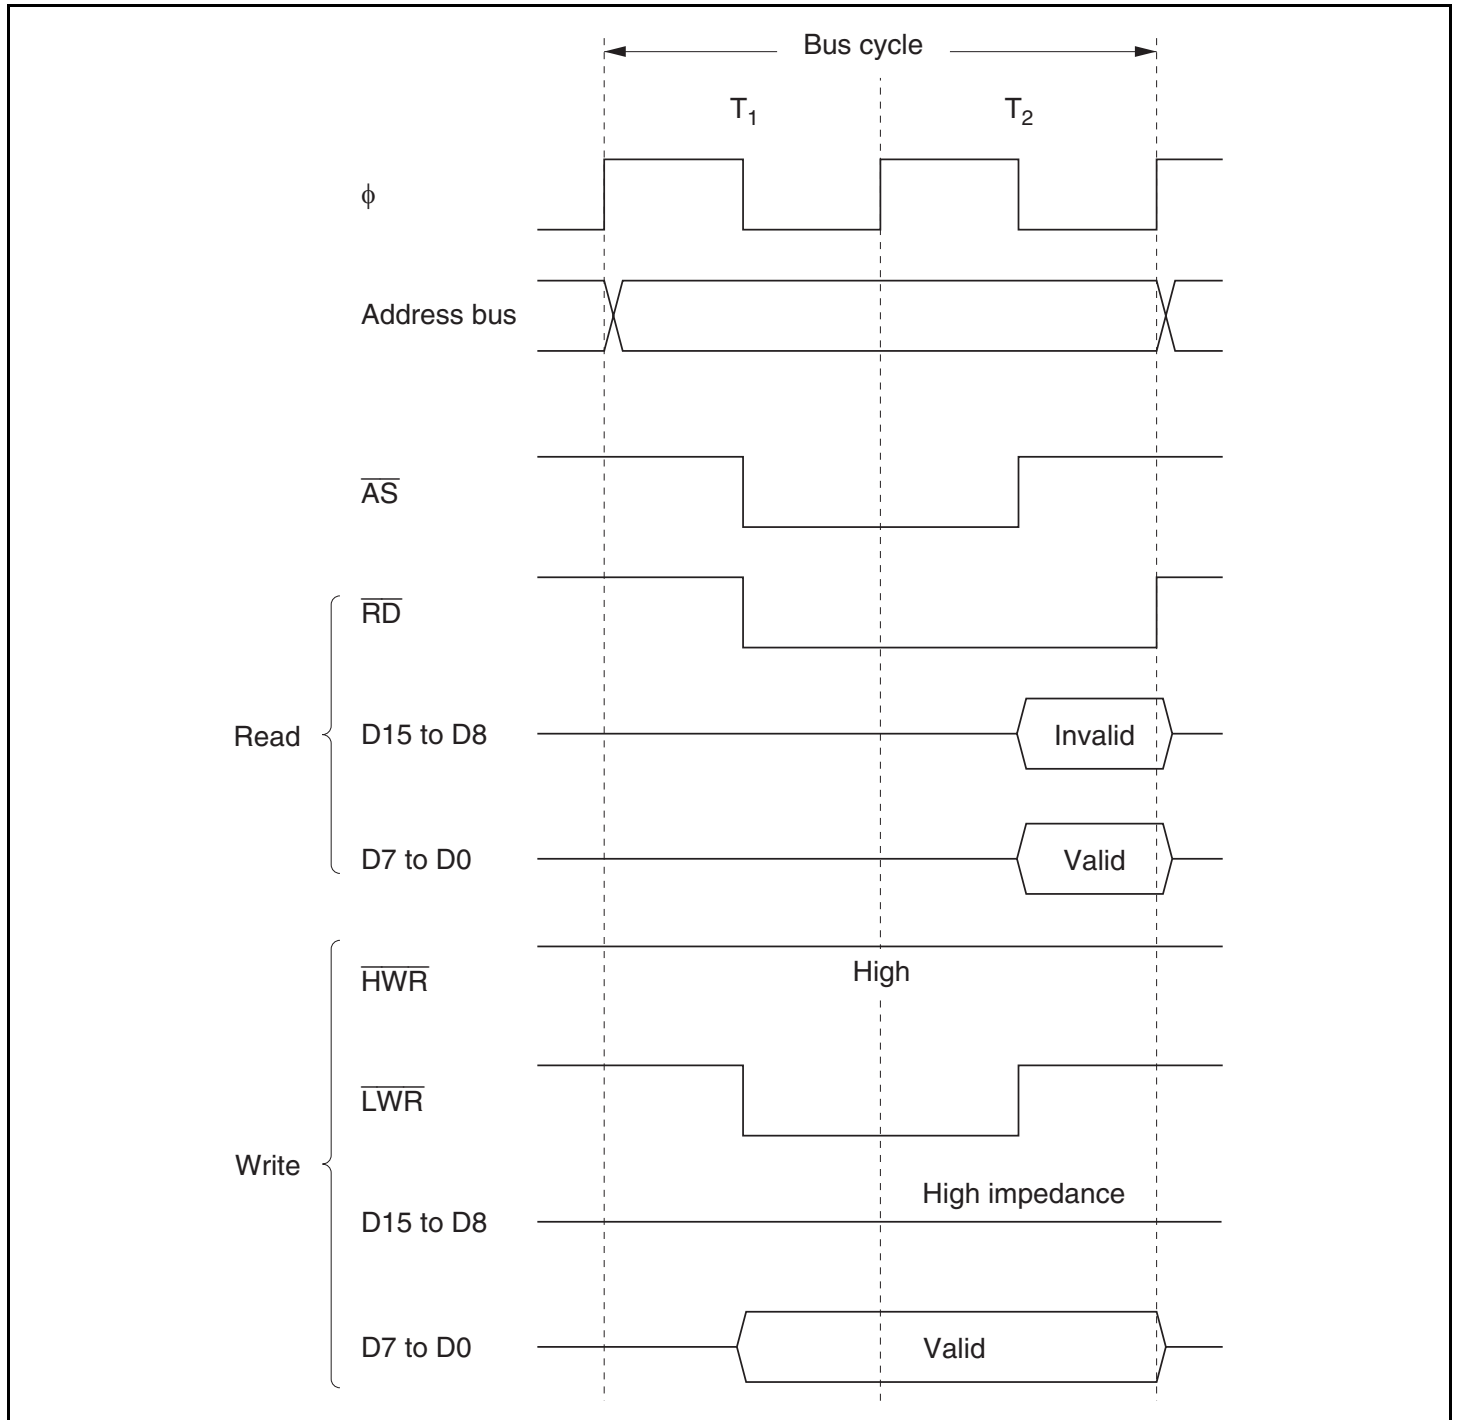 Bus cycle
T1 T2
ϕ
Address bus
AS
RD
Read D15 to D8 Invalid
D7 to D0 Valid
HWR High
LWR
Write
High impedance
D15 to D8
D7 to D0 Valid